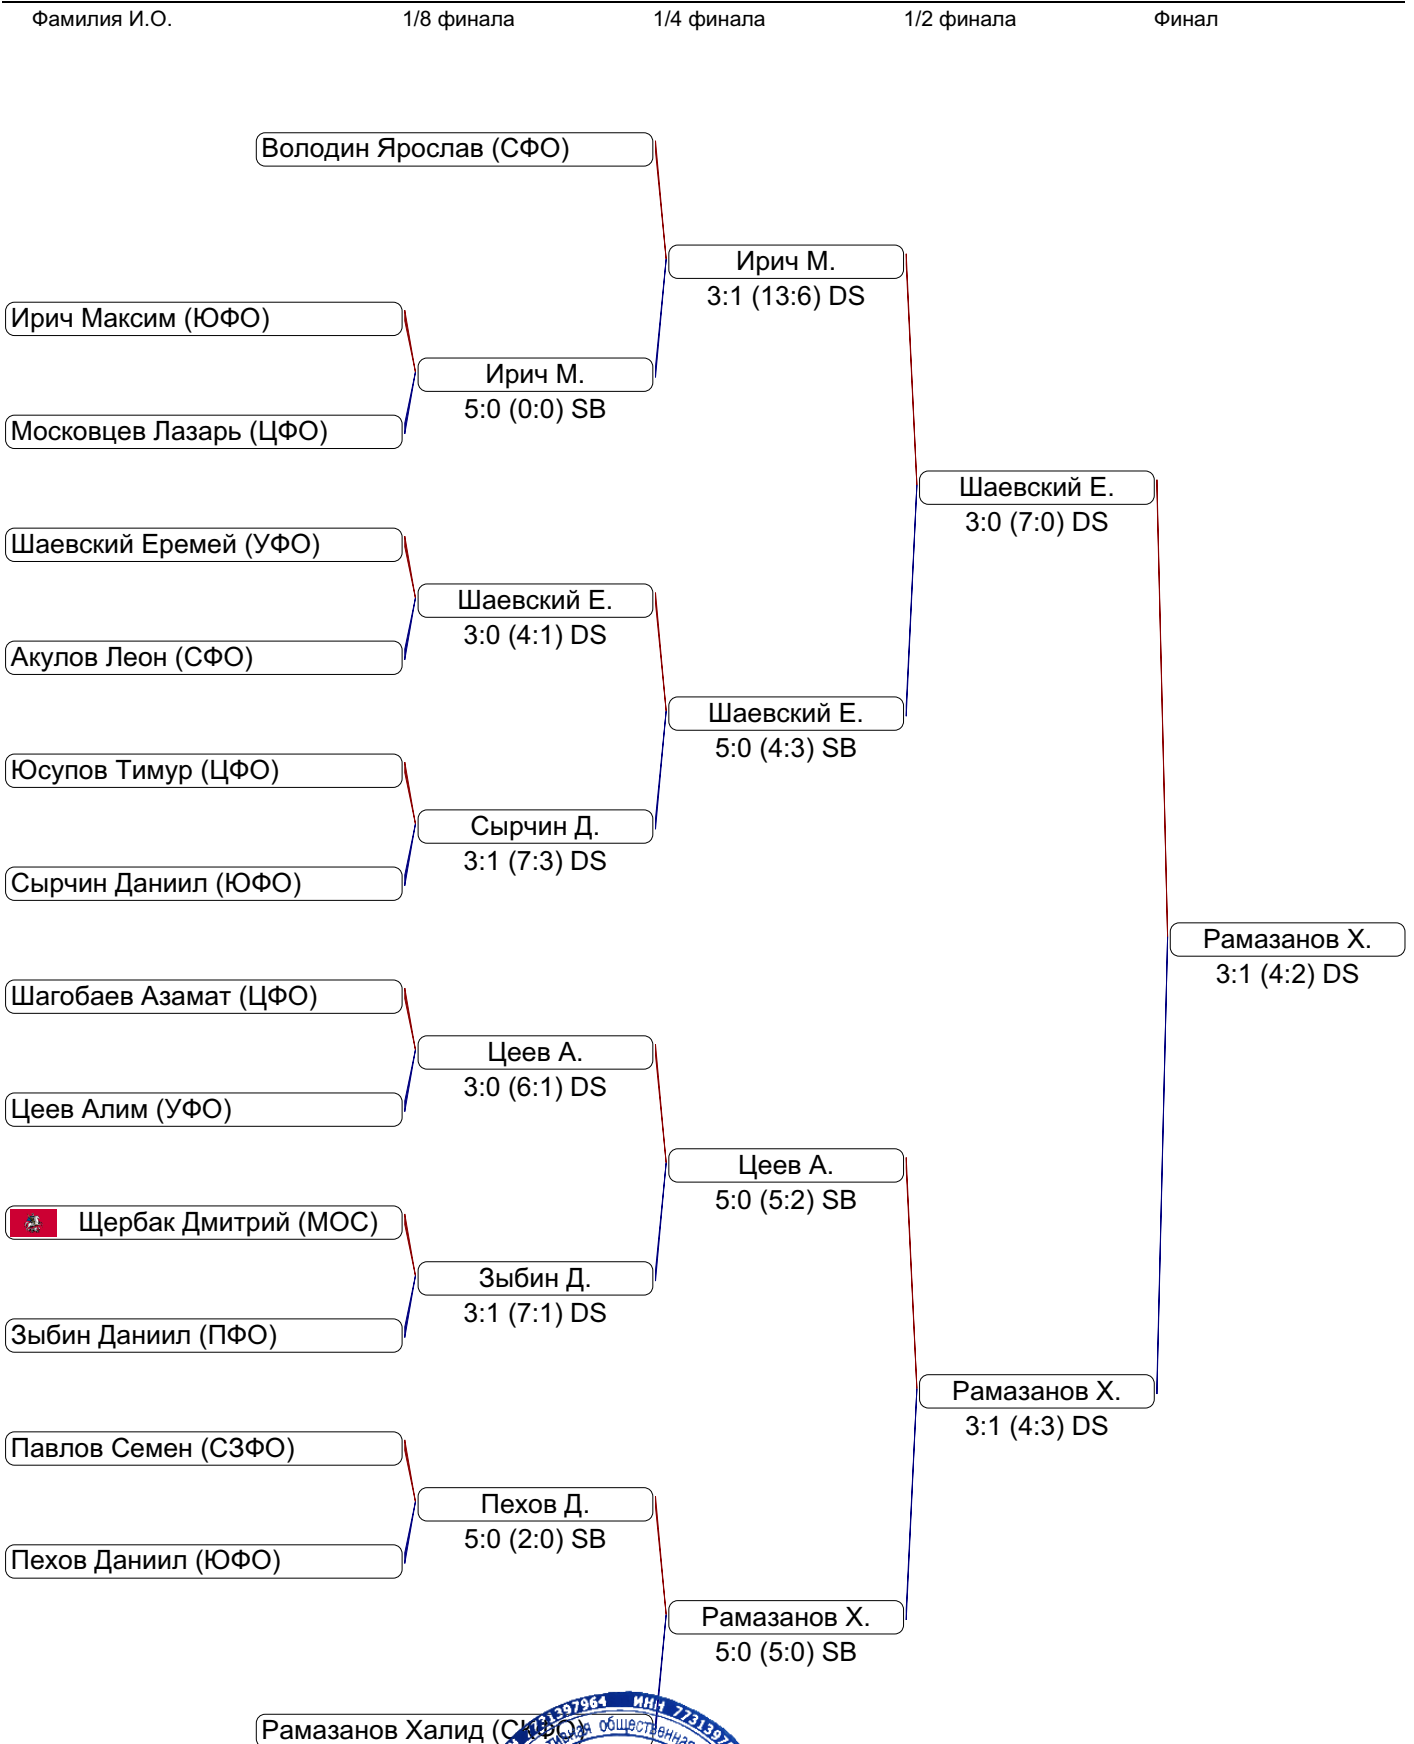 Фамилия И.О. 1/8 финала 1/4 финала 1/2 финала Финал
Володин Ярослав (СФО)
Ирич М.
3:1 (13:6) DS
Ирич Максим (ЮФО)
Ирич М.
5:0 (0:0) SB
Московцев Лазарь (ЦФО)
Шаевский Е.
3:0 (7:0) DS
Шаевский Еремей (УФО)
Шаевский Е.
3:0 (4:1) DS
Акулов Леон (СФО)
Шаевский Е.
5:0 (4:3) SB
Юсупов Тимур (ЦФО)
Сырчин Д.
3:1 (7:3) DS
Сырчин Даниил (ЮФО)
Рамазанов Х.
3:1 (4:2) DS
Шагобаев Азамат (ЦФО)
Цеев А.
3:0 (6:1) DS
Цеев Алим (УФО)
Цеев А.
5:0 (5:2) SB
Щербак Дмитрий (МОС)
Зыбин Д.
3:1 (7:1) DS
Зыбин Даниил (ПФО)
Рамазанов Х.
3:1 (4:3) DS
Павлов Семен (СЗФО)
Пехов Д.
5:0 (2:0) SB
Пехов Даниил (ЮФО)
Рамазанов Х.
5:0 (5:0) SB
Рамазанов Халид (СКФО)
ИНН
общественная